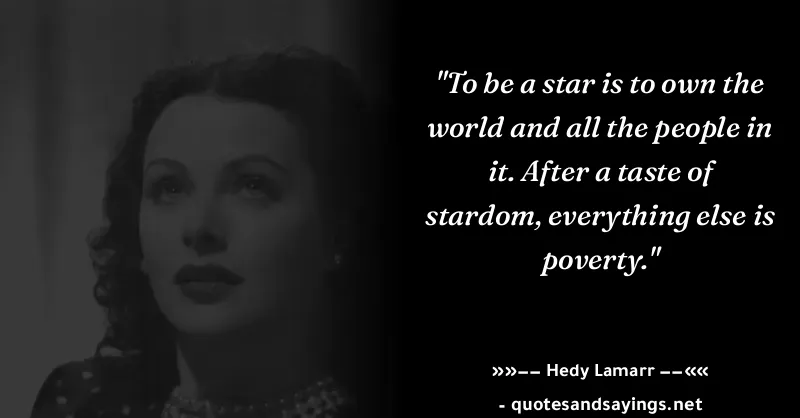 "To be a star is to own the
world and all the people in
it. After a taste of
stardom, everything else is
poverty."
»»−− Hedy Lamarr −−««
- quotesandsayings.net